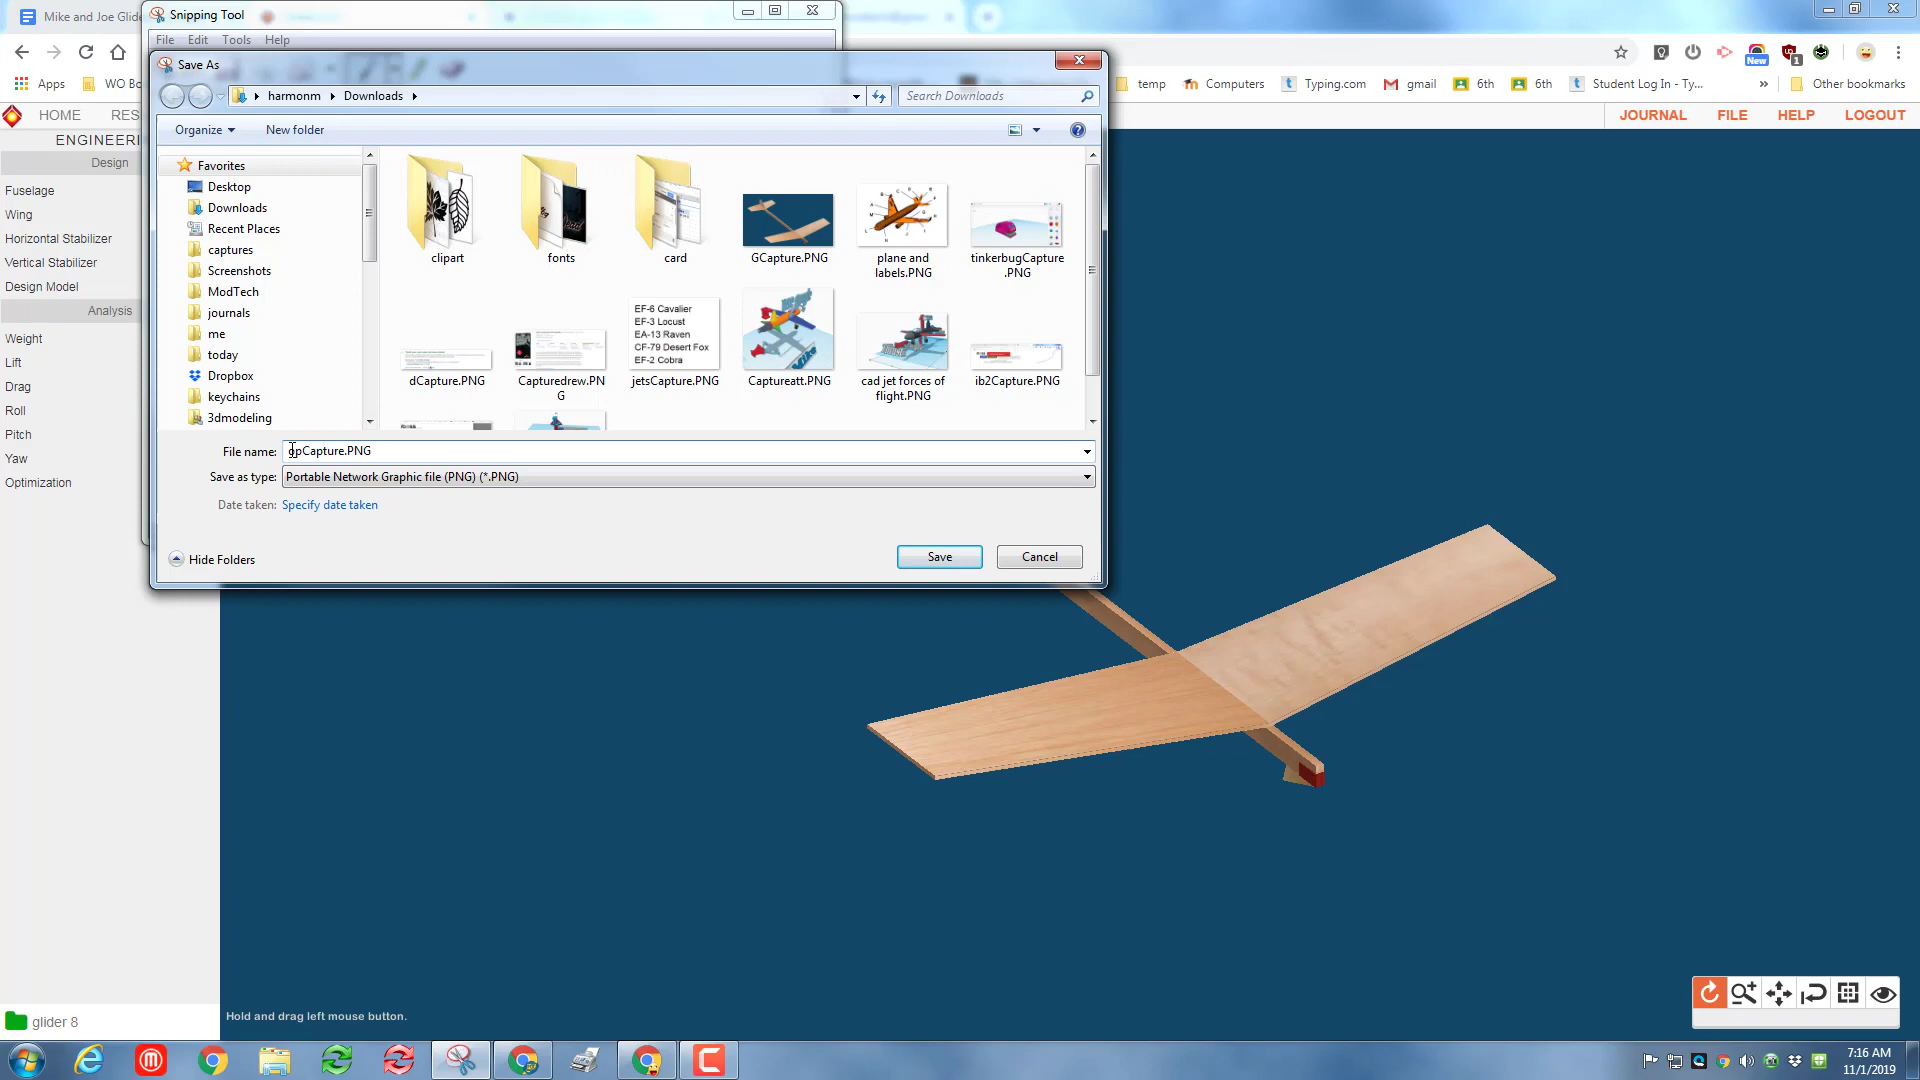 Mike and Joe Glide
Snipping Tool
File Edit Tools Help
Save As
harmonm Downloads
Search Downloads
Organize New folder
Favorites
Desktop
Downloads
Recent Places
captures
Screenshots
ModTech
journals
me
today
Dropbox
keychains
3dmodeling
clipart
fonts
card
GCapture.PNG
plane and
labels.PNG
tinkerbugCapture
.PNG
EF-6 Cavalier
EF-3 Locust
EA-13 Raven
CF-79 Desert Fox
EF-2 Cobra
dCapture.PNG
Capturedrew.PN
G
jetsCapture.PNG
Captureatt.PNG
cad jet forces of
flight.PNG
ib2Capture.PNG
File name: pCapture.PNG
Save as type: Portable Network Graphic file (PNG) (*.PNG)
Date taken: Specify date taken
Hide Folders
Save Cancel
Apps WO Bo
temp Computers Typing.com gmail 6th 6th Student Log In - Ty... » Other bookmarks
New
1
HOME RES
JOURNAL FILE HELP LOGOUT
ENGINEERI
Design
Fuselage
Wing
Horizontal Stabilizer
Vertical Stabilizer
Design Model
Analysis
Weight
Lift
Drag
Roll
Pitch
Yaw
Optimization
glider 8
Hold and drag left mouse button.
7:16 AM
11/1/2019